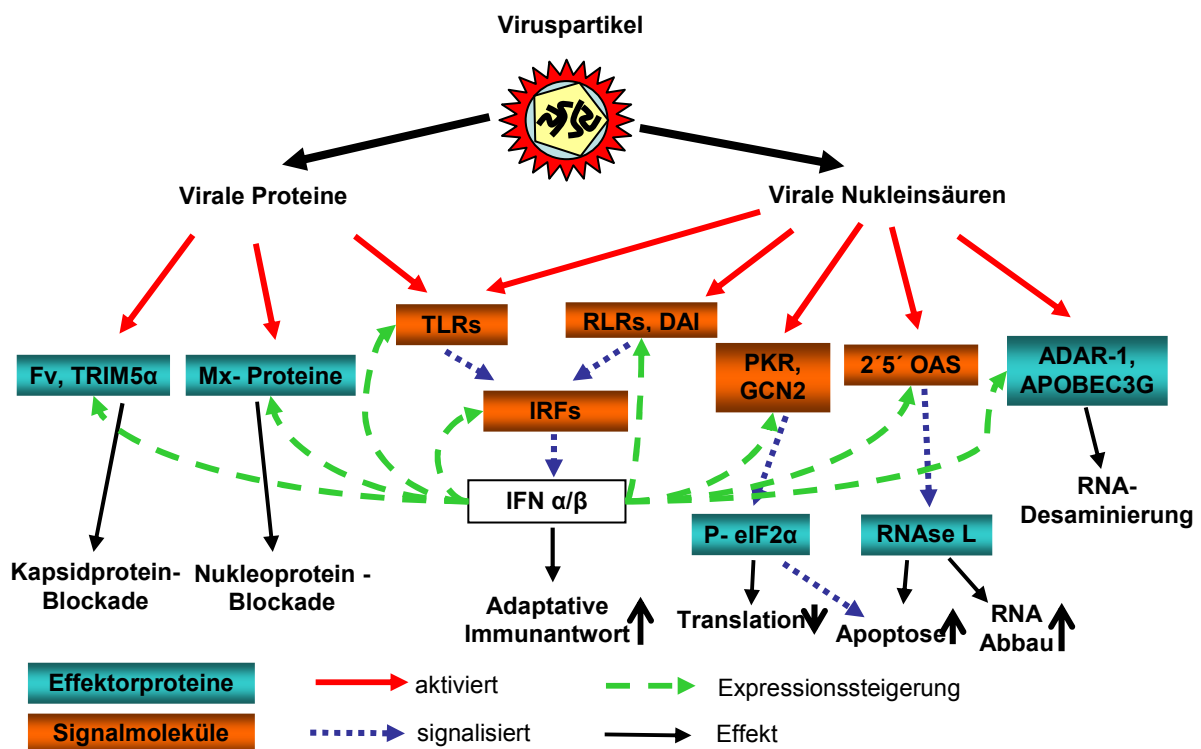 Viruspartikel
Virale Proteine
Virale Nukleinsäuren
TLRs
RLRs, DAI
Fv, TRIM5α
Mx- Proteine
PKR,
GCN2
2´5´ OAS
ADAR-1,
APOBEC3G
IRFs
IFN α/β
P- eIF2α
RNAse L
RNA-
Desaminierung
Kapsidprotein-
Blockade
Nukleoprotein -
Blockade
Adaptative
Immunantwort
Translation
Apoptose
RNA
Abbau
Effektorproteine
aktiviert
Expressionssteigerung
Signalmoleküle
signalisiert
Effekt